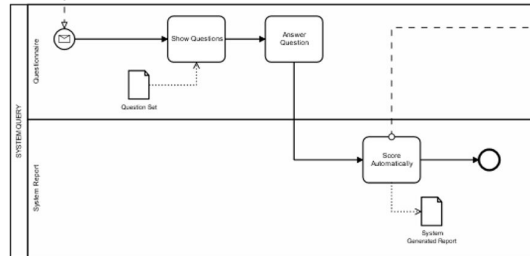 SYSTEM QUERY
Questionnaire
Show Questions
Answer
Question
Question Set
System Report
Score
Automatically
System
Generated Report